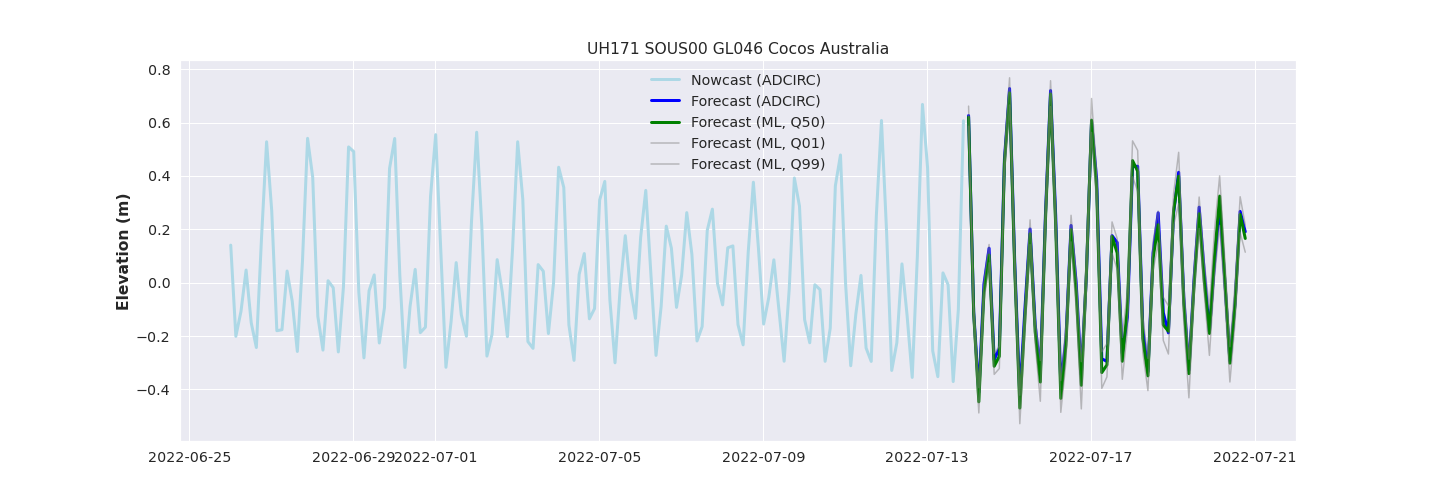 UH171 SOUS00 GL046 Cocos Australia
Nowcast (ADCIRC)
Forecast (ADCIRC)
Forecast (ML, Q50)
Forecast (ML, Q01)
Forecast (ML, Q99)
Elevation (m)
0.8
0.6
0.4
0.2
0.0
−0.2
−0.4
2022-06-25
2022-06-29
2022-07-01
2022-07-05
2022-07-09
2022-07-13
2022-07-17
2022-07-21